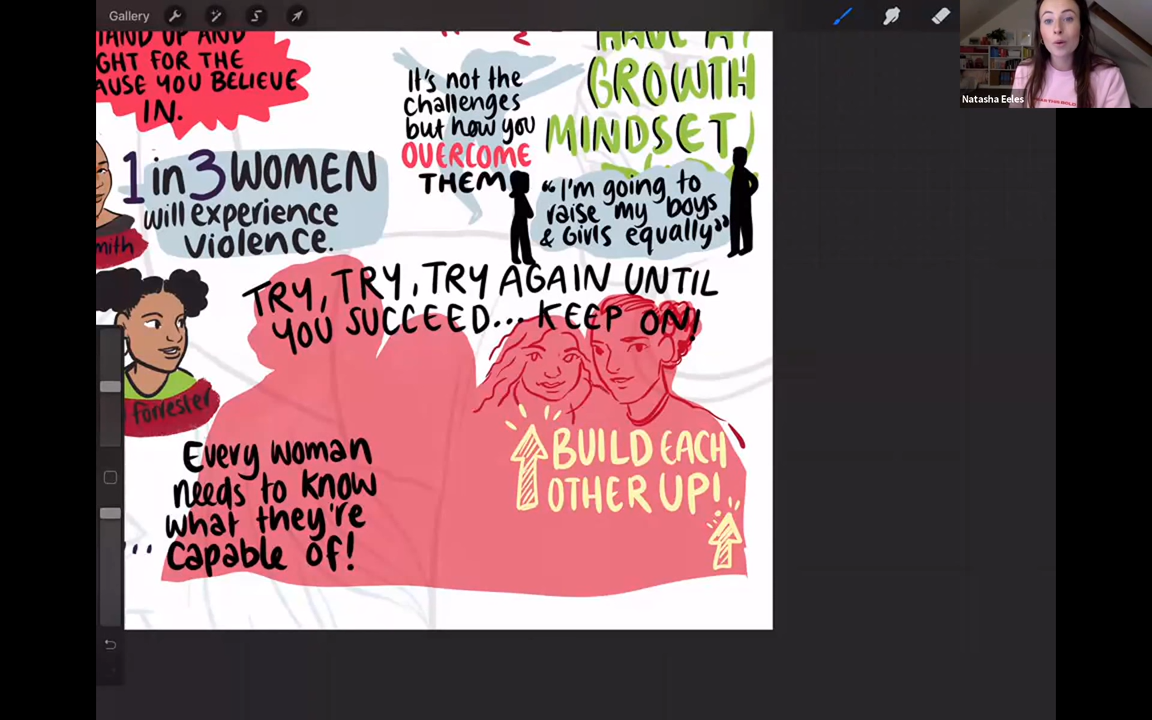 Gallery
Natasha Eeles
AND UP AND
GHT FOR THE
AUSE YOU BELIEVE
IN.
It's not the
challenges
but how you
OVERCOME
THEM
HAVE A
GROWTH
MINDSET
1 in 3 WOMEN
will experience
violence.
"I'm going to
raise my boys
& Girls equally"
mith
TRY, TRY, TRY AGAIN UNTIL
YOU SUCCEED... KEEP ON!
forrester
BUILD EACH
OTHER UP!
Every woman
needs to know
what they're
... capable of!